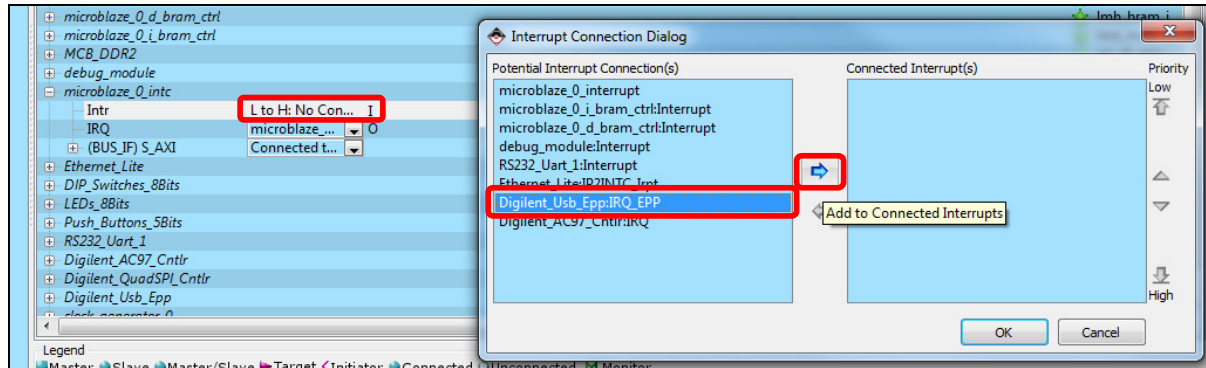 microblaze_0_d_bram_ctrl
microblaze_0_i_bram_ctrl
MCB_DDR2
debug_module
microblaze_0_intc
Intr L to H: No Con... I
IRQ microblaze_... O
(BUS_IF) S_AXI Connected t...
Ethernet_Lite
DIP_Switches_8Bits
LEDs_8Bits
Push_Buttons_5Bits
RS232_Uart_1
Digilent_AC97_Cntlr
Digilent_QuadSPI_Cntlr
Digilent_Usb_Epp
clock_generator_0
Legend
Master Slave Master/Slave Target Initiator Connected Unconnected M Monitor
Interrupt Connection Dialog
Potential Interrupt Connection(s)
microblaze_0_interrupt
microblaze_0_i_bram_ctrl:Interrupt
microblaze_0_d_bram_ctrl:Interrupt
debug_module:Interrupt
RS232_Uart_1:Interrupt
Ethernet_Lite:IP2INTC_Irpt
Digilent_Usb_Epp:IRQ_EPP
Digilent_AC97_Cntlr:IRQ
Add to Connected Interrupts
Connected Interrupt(s)
Priority
Low
High
OK Cancel